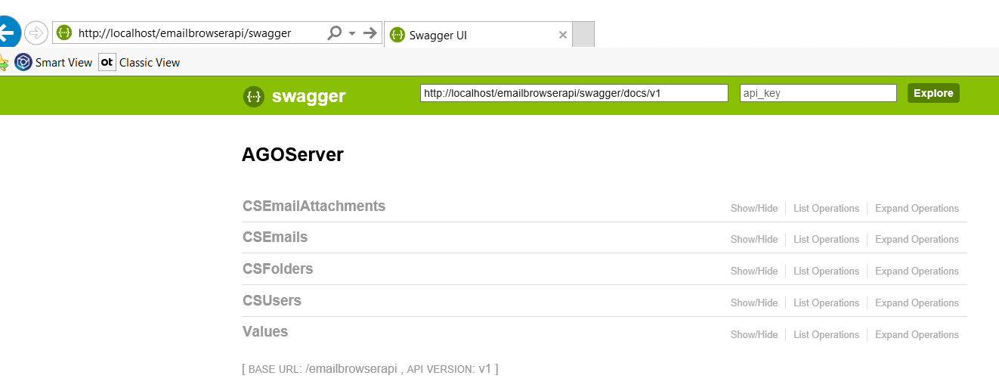 http://localhost/emailbrowserapi/swagger Swagger UI
Smart View ot Classic View
{··} swagger http://localhost/emailbrowserapi/swagger/docs/v1 api_key Explore
AGOServer
CSEmailAttachments Show/Hide List Operations Expand Operations
CSEmails Show/Hide List Operations Expand Operations
CSFolders Show/Hide List Operations Expand Operations
CSUsers Show/Hide List Operations Expand Operations
Values Show/Hide List Operations Expand Operations
[ BASE URL: /emailbrowserapi , API VERSION: v1 ]